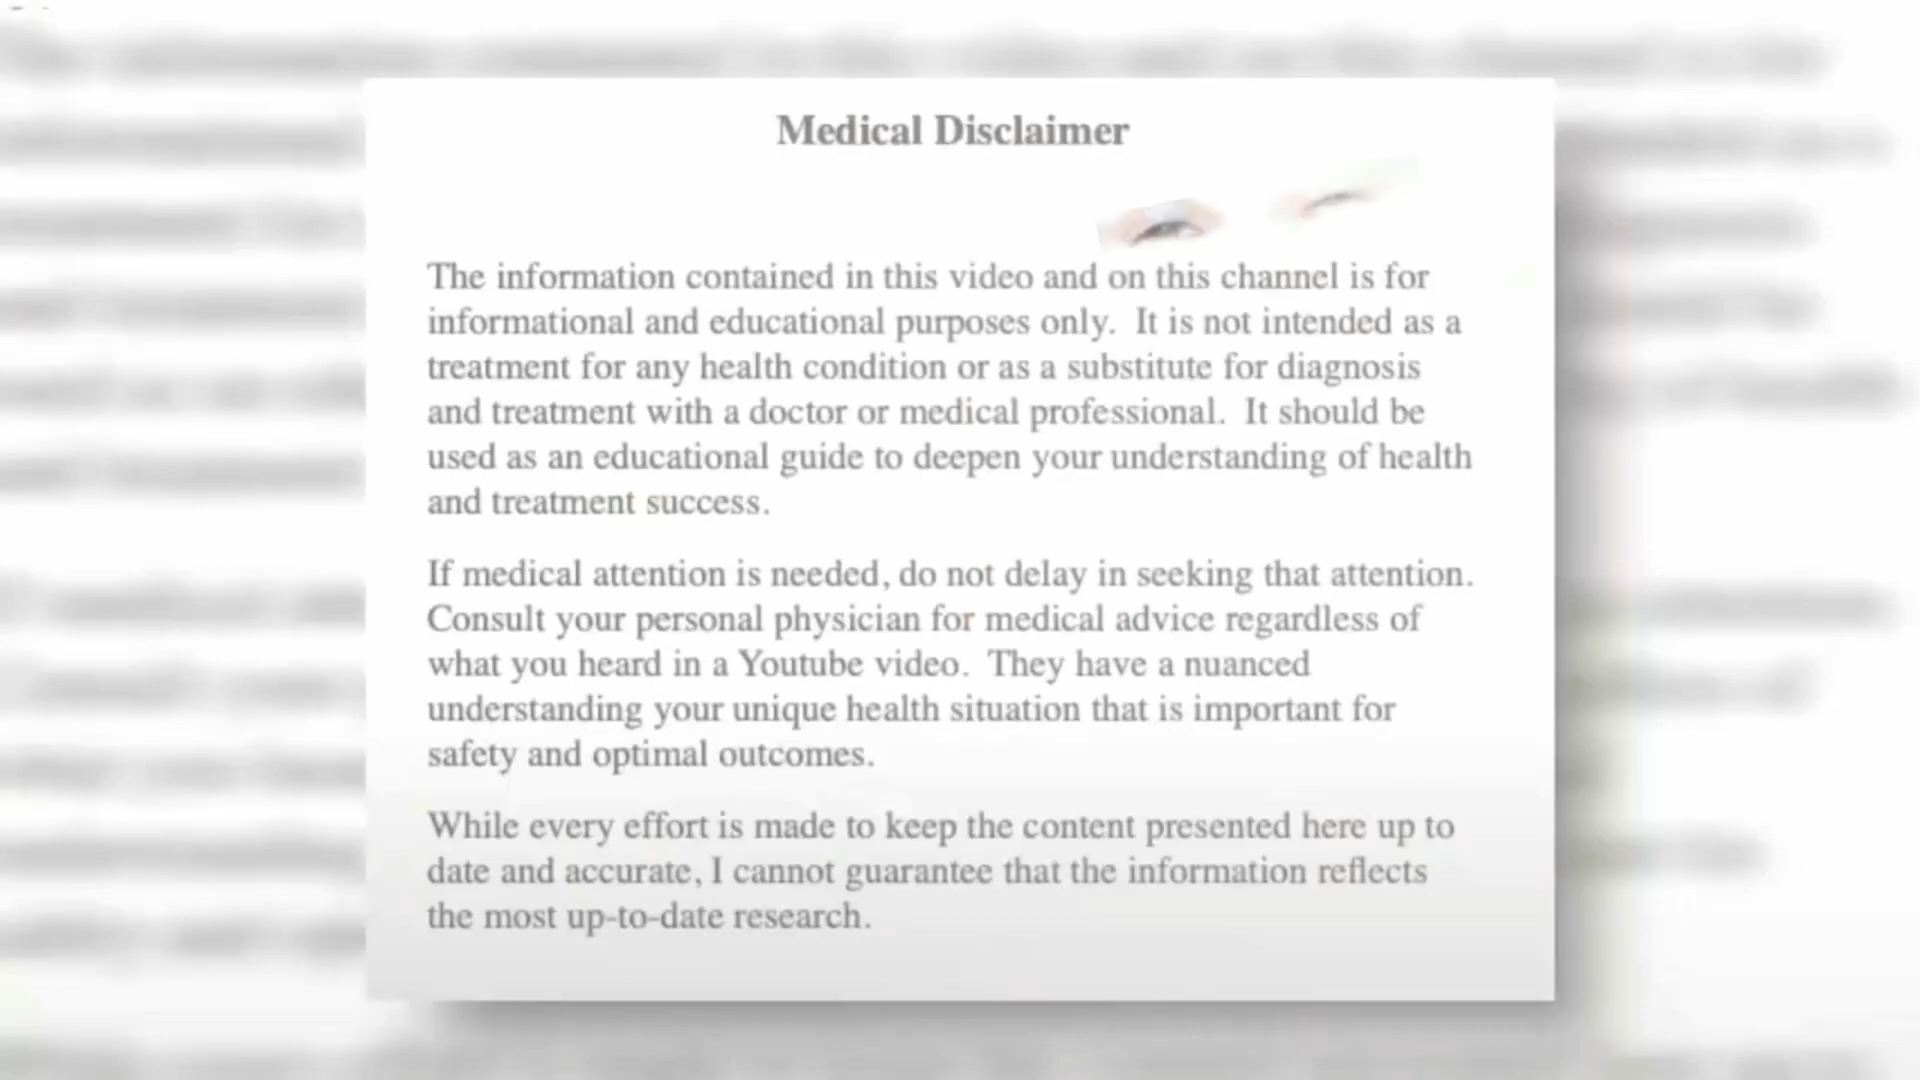 Medical Disclaimer
The information contained in this video and on this channel is for
informational and educational purposes only.  It is not intended as a
treatment for any health condition or as a substitute for diagnosis
and treatment with a doctor or medical professional.  It should be
used as an educational guide to deepen your understanding of health
and treatment success.
If medical attention is needed, do not delay in seeking that attention.
Consult your personal physician for medical advice regardless of
what you heard in a Youtube video.  They have a nuanced
understanding your unique health situation that is important for
safety and optimal outcomes.
While every effort is made to keep the content presented here up to
date and accurate, I cannot guarantee that the information reflects
the most up-to-date research.